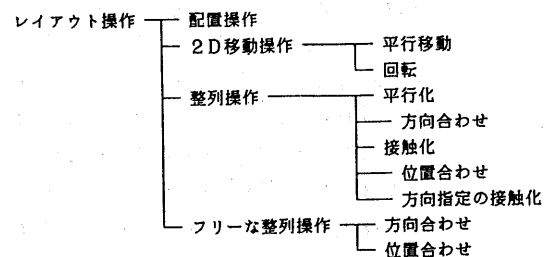 レイアウト操作
配置操作
2D移動操作
平行移動
回転
整列操作
平行化
方向合わせ
接触化
位置合わせ
方向指定の接触化
フリーな整列操作
方向合わせ
位置合わせ